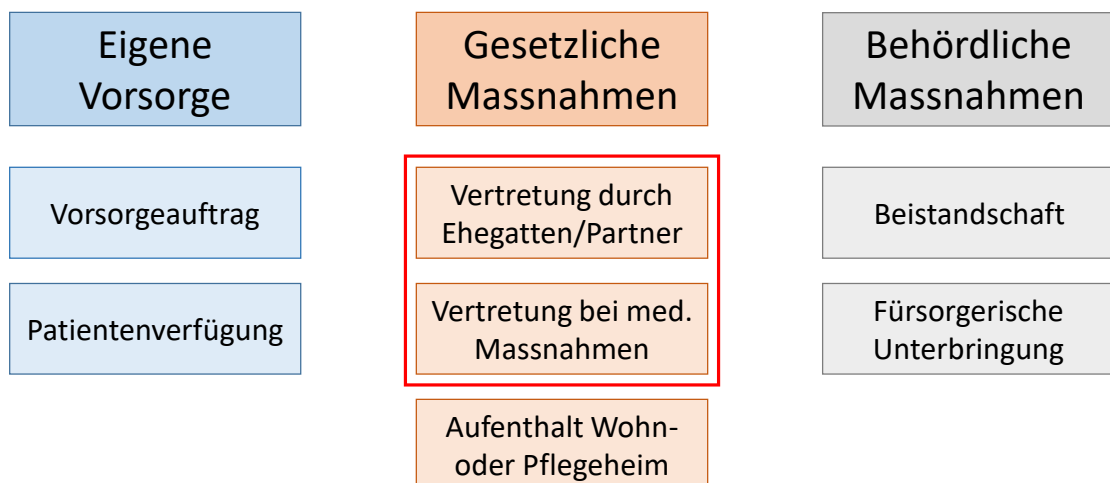 Eigene
Vorsorge
Gesetzliche
Massnahmen
Behördliche
Massnahmen
Vorsorgeauftrag
Vertretung durch
Ehegatten/Partner
Beistandschaft
Patientenverfügung
Vertretung bei med.
Massnahmen
Fürsorgerische
Unterbringung
Aufenthalt Wohn-
oder Pflegeheim